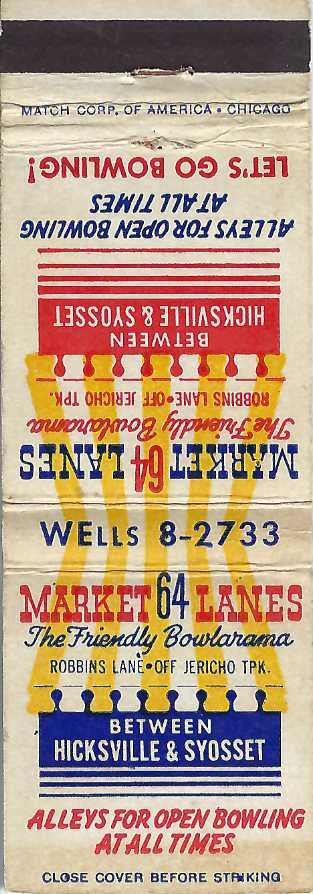 MATCH CORP. OF AMERICA • CHICAGO
LET'S GO BOWLING!
ALLEYS FOR OPEN BOWLING
AT ALL TIMES
BETWEEN
HICKSVILLE & SYOSSET
MARKET 64 LANES
The Friendly Bowlarama
ROBBINS LANE • OFF JERICHO TPK.
WELLS 8-2733
MARKET 64 LANES
The Friendly Bowlarama
ROBBINS LANE • OFF JERICHO TPK.
BETWEEN
HICKSVILLE & SYOSSET
ALLEYS FOR OPEN BOWLING
AT ALL TIMES
CLOSE COVER BEFORE STRIKING